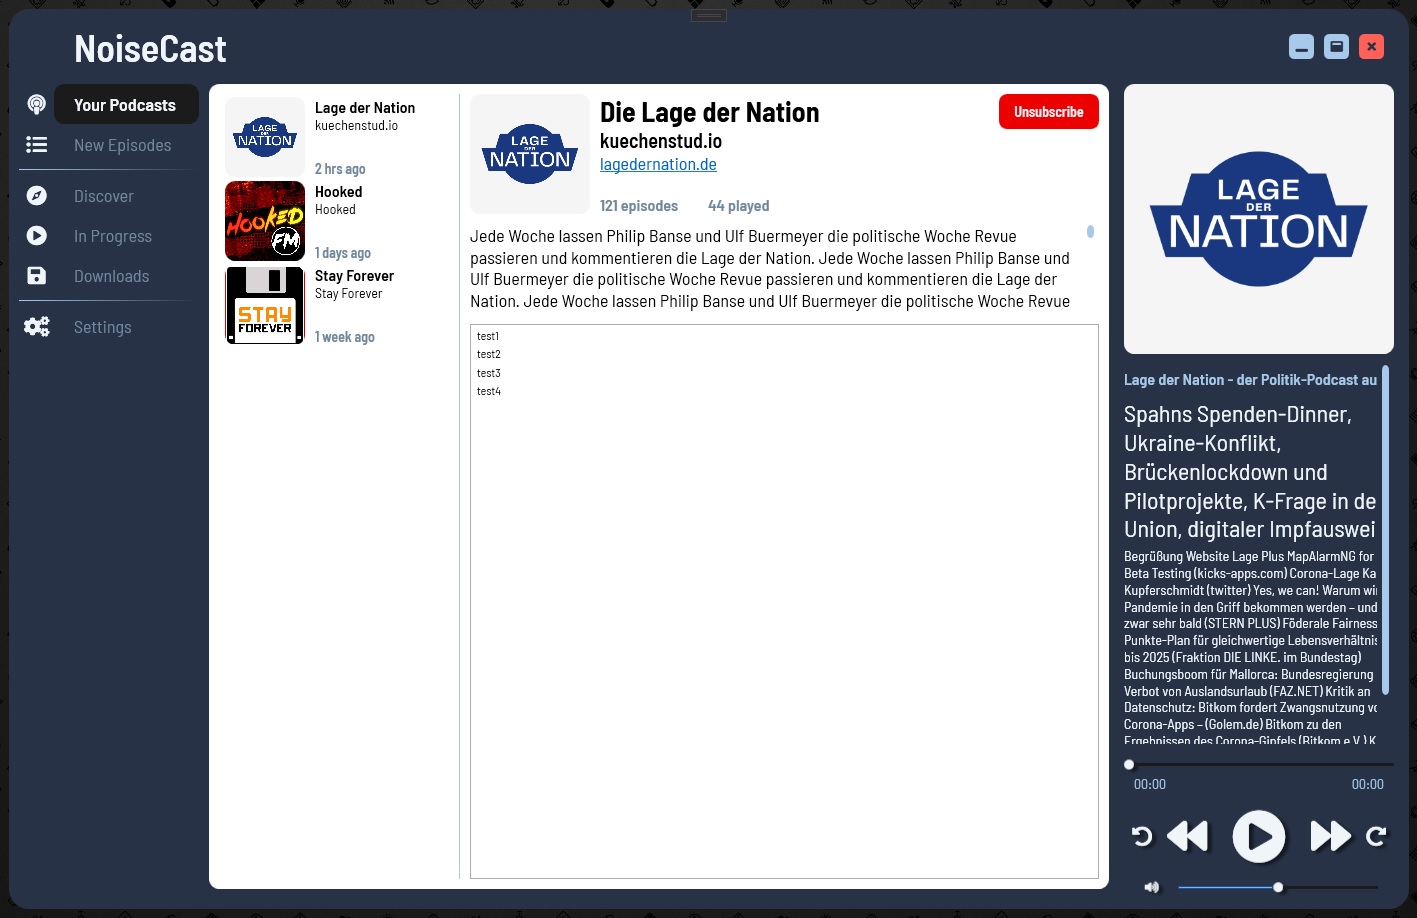 NoiseCast
Your Podcasts
New Episodes
Discover
In Progress
Downloads
Settings
LAGE
DER
NATION
Lage der Nation
kuechenstud.io
2 hrs ago
HOOKED
FM
Hooked
Hooked
1 days ago
STAY
FOREVER
Stay Forever
Stay Forever
1 week ago
LAGE
DER
NATION
Die Lage der Nation
kuechenstud.io
lagedernation.de
121 episodes 44 played
Unsubscribe
Jede Woche lassen Philip Banse und Ulf Buermeyer die politische Woche Revue
passieren und kommentieren die Lage der Nation. Jede Woche lassen Philip Banse und
Ulf Buermeyer die politische Woche Revue passieren und kommentieren die Lage der
Nation. Jede Woche lassen Philip Banse und Ulf Buermeyer die politische Woche Revue
test1
test2
test3
test4
LAGE
DER
NATION
Lage der Nation - der Politik-Podcast au
Spahns Spenden-Dinner,
Ukraine-Konflikt,
Brückenlockdown und
Pilotprojekte, K-Frage in de
Union, digitaler Impfauswei
Begrüßung Website Lage Plus MapAlarmNG for
Beta Testing (kicks-apps.com) Corona-Lage Ka
Kupferschmidt (twitter) Yes, we can! Warum wir
Pandemie in den Griff bekommen werden – und
zwar sehr bald (STERN PLUS) Föderale Fairness
Punkte-Plan für gleichwertige Lebensverhältnis
bis 2025 (Fraktion DIE LINKE. im Bundestag)
Buchungsboom für Mallorca: Bundesregierung
Verbot von Auslandsurlaub (FAZ.NET) Kritik an
Datenschutz: Bitkom fordert Zwangsnutzung vo
Corona-Apps – (Golem.de) Bitkom zu den
Ergebnissen des Corona-Gipfels (Bitkom e.V.) K
00:00 00:00